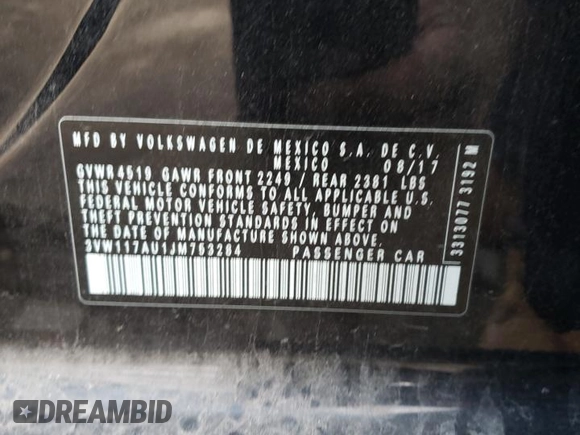 MFD BY VOLKSWAGEN DE MEXICO S.A. DE C.V.
MEXICO 08/17
GVWR4519 GAWR FRONT 2249 / REAR 2381 LBS
THIS VEHICLE CONFORMS TO ALL APPLICABLE U.S.
FEDERAL MOTOR VEHICLE SAFETY, BUMPER AND
THEFT PREVENTION STANDARDS IN EFFECT ON
THE DATE OF MANUFACTURE SHOWN ABOVE.
3VW117AU1JM753284 PASSENGER CAR
3313077 3192 M
DREAMBID